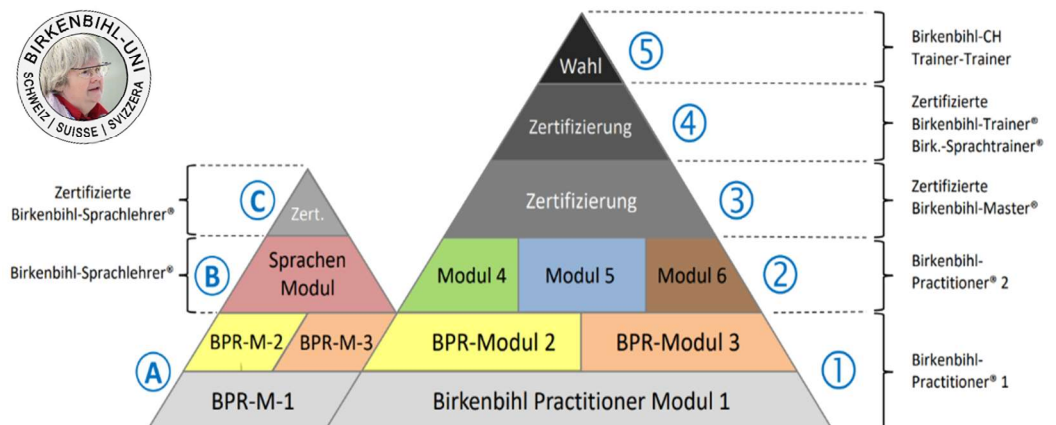 BIRKENBIHL-UNI
SCHWEIZ | SUISSE | SVIZZERA
Wahl
5
Birkenbihl-CH
Trainer-Trainer
Zertifizierung
4
Zertifizierte
Birkenbihl-Trainer®
Birk.-Sprachtrainer®
Zertifizierte
Birkenbihl-Sprachlehrer®
C
Zert.
Zertifizierung
3
Zertifizierte
Birkenbihl-Master®
Birkenbihl-Sprachlehrer®
B
Sprachen
Modul
Modul 4
Modul 5
Modul 6
2
Birkenbihl-
Practitioner® 2
A
BPR-M-2
BPR-M-3
BPR-Modul 2
BPR-Modul 3
1
Birkenbihl-
Practitioner® 1
BPR-M-1
Birkenbihl Practitioner Modul 1